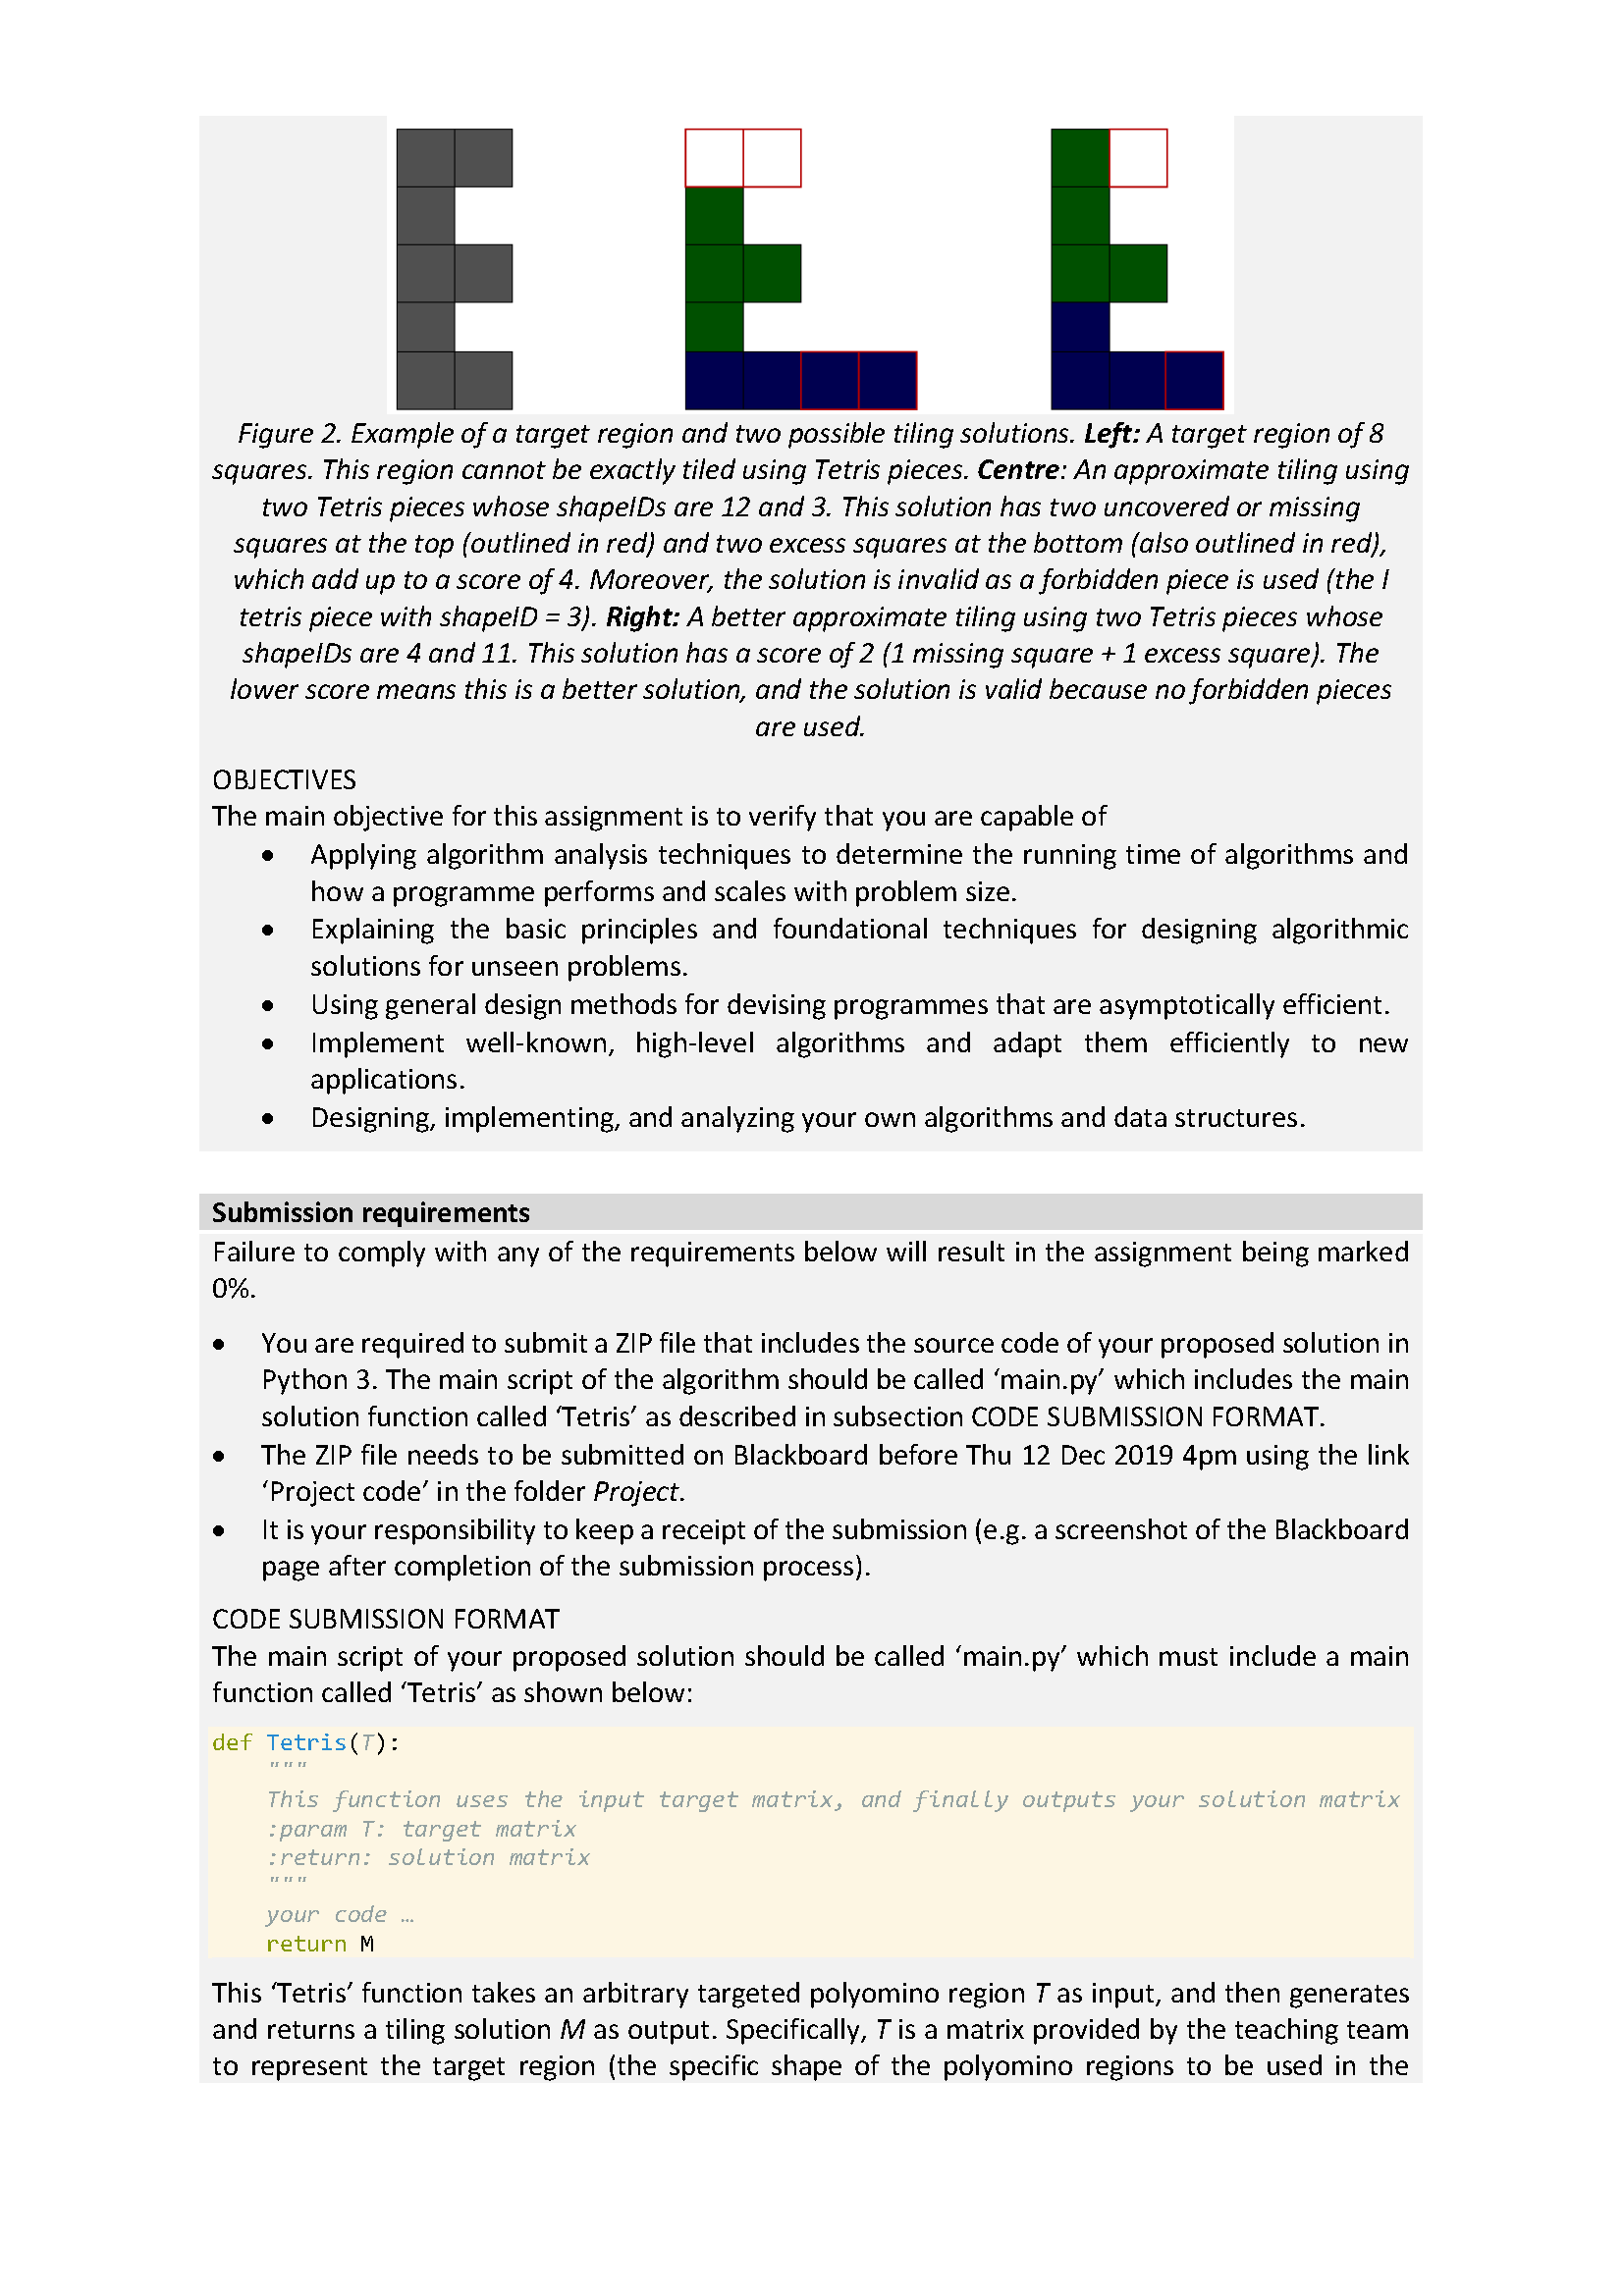 Figure 2. Example of a target region and two possible tiling solutions. Left: A target region of 8
squares. This region cannot be exactly tiled using Tetris pieces. Centre: An approximate tiling using
two Tetris pieces whose shapeIDs are 12 and 3. This solution has two uncovered or missing
squares at the top (outlined in red) and two excess squares at the bottom (also outlined in red),
which add up to a score of 4. Moreover, the solution is invalid as a forbidden piece is used (the I
tetris piece with shapeID = 3). Right: A better approximate tiling using two Tetris pieces whose
shapeIDs are 4 and 11. This solution has a score of 2 (1 missing square + 1 excess square). The
lower score means this is a better solution, and the solution is valid because no forbidden pieces
are used.
OBJECTIVES
The main objective for this assignment is to verify that you are capable of
• Applying algorithm analysis techniques to determine the running time of algorithms and
how a programme performs and scales with problem size.
• Explaining the basic principles and foundational techniques for designing algorithmic
solutions for unseen problems.
• Using general design methods for devising programmes that are asymptotically efficient.
• Implement well-known, high-level algorithms and adapt them efficiently to new
applications.
• Designing, implementing, and analyzing your own algorithms and data structures.
Submission requirements
Failure to comply with any of the requirements below will result in the assignment being marked
0%.
• You are required to submit a ZIP file that includes the source code of your proposed solution in
Python 3. The main script of the algorithm should be called ‘main.py’ which includes the main
solution function called ‘Tetris’ as described in subsection CODE SUBMISSION FORMAT.
• The ZIP file needs to be submitted on Blackboard before Thu 12 Dec 2019 4pm using the link
‘Project code’ in the folder Project.
• It is your responsibility to keep a receipt of the submission (e.g. a screenshot of the Blackboard
page after completion of the submission process).
CODE SUBMISSION FORMAT
The main script of your proposed solution should be called ‘main.py’ which must include a main
function called ‘Tetris’ as shown below:
def Tetris(T):
"""
This function uses the input target matrix, and finally outputs your solution matrix
:param T: target matrix
:return: solution matrix
"""
your code …
return M
This ‘Tetris’ function takes an arbitrary targeted polyomino region T as input, and then generates
and returns a tiling solution M as output. Specifically, T is a matrix provided by the teaching team
to represent the target region (the specific shape of the polyomino regions to be used in the